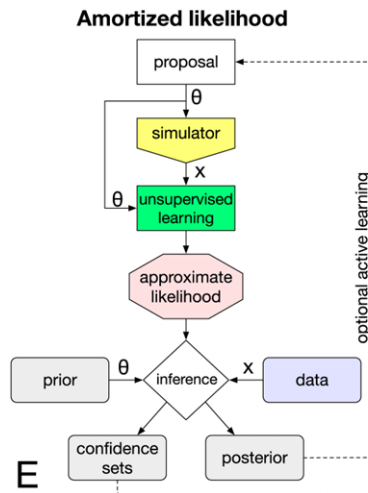 Amortized likelihood
proposal
θ
simulator
x
θ
unsupervised
learning
approximate
likelihood
optional active learning
prior
θ
inference
x
data
confidence
sets
posterior
E